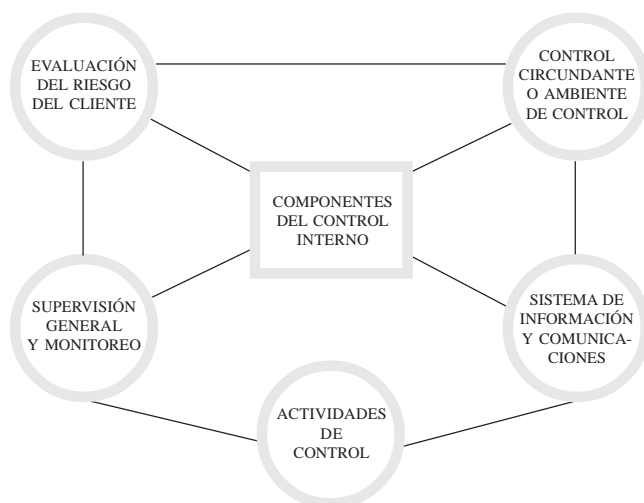 EVALUACIÓN
DEL RIESGO
DEL CLIENTE
CONTROL
CIRCUNDANTE
O AMBIENTE
DE CONTROL
COMPONENTES
DEL CONTROL
INTERNO
SUPERVISIÓN
GENERAL
Y MONITOREO
SISTEMA DE
INFORMACIÓN
Y COMUNICA-
CIONES
ACTIVIDADES
DE
CONTROL